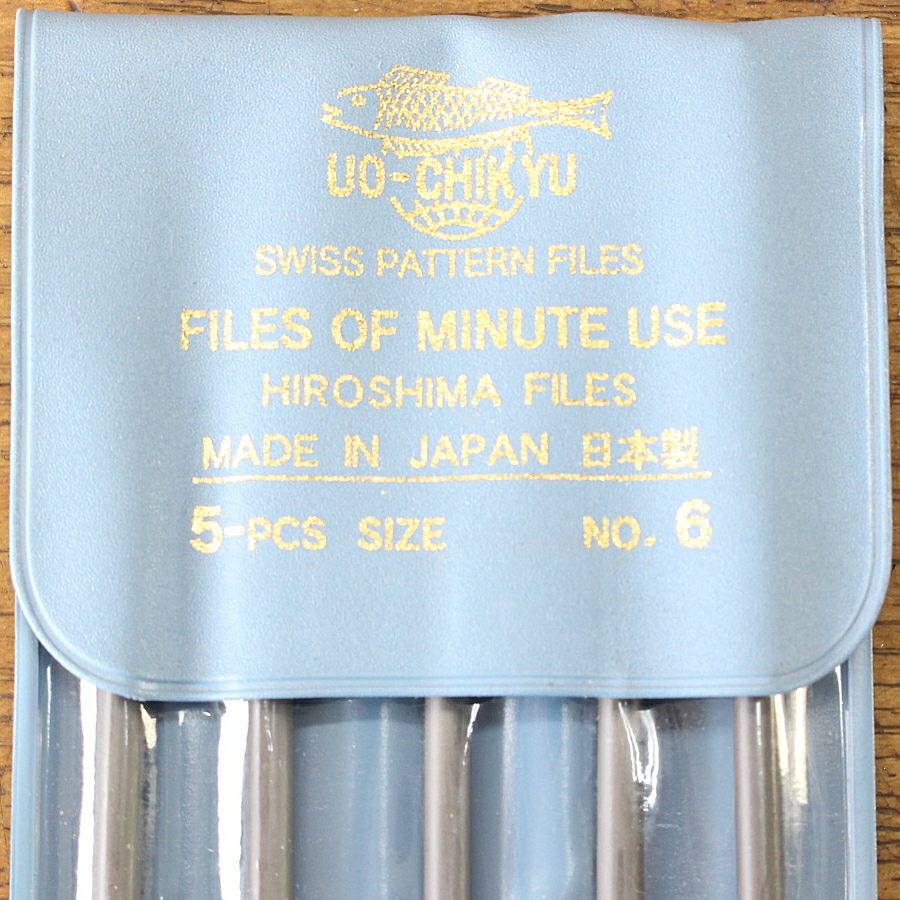 UO-CHIKYU
SWISS PATTERN FILES
FILES OF MINUTE USE
HIROSHIMA FILES
MADE IN JAPAN 日本製
5-PCS SIZE NO. 6